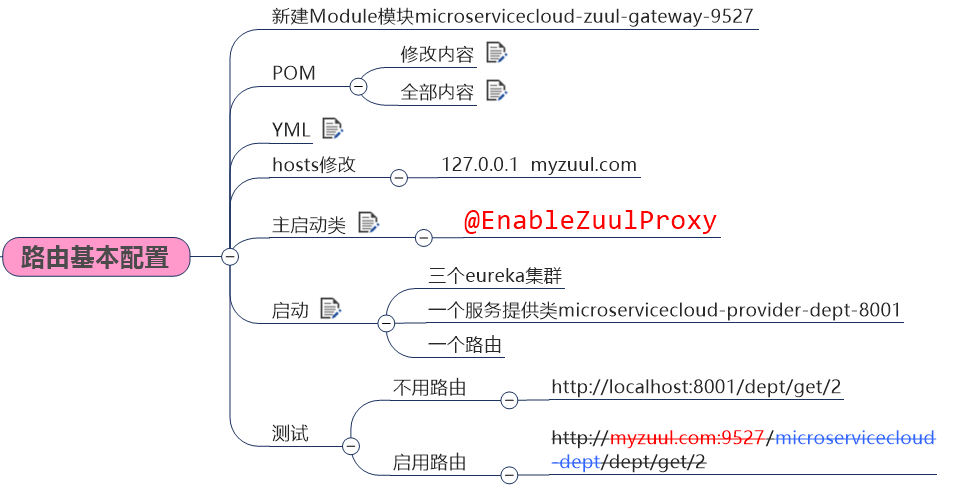 新建Module模块microservicecloud-zuul-gateway-9527
POM
修改内容
全部内容
YML
hosts修改
127.0.0.1 myzuul.com
主启动类
@EnableZuulProxy
路由基本配置
启动
三个eureka集群
一个服务提供类microservicecloud-provider-dept-8001
一个路由
测试
不用路由
http://localhost:8001/dept/get/2
启用路由
http://myzuul.com:9527/microservicecloud
-dept/dept/get/2